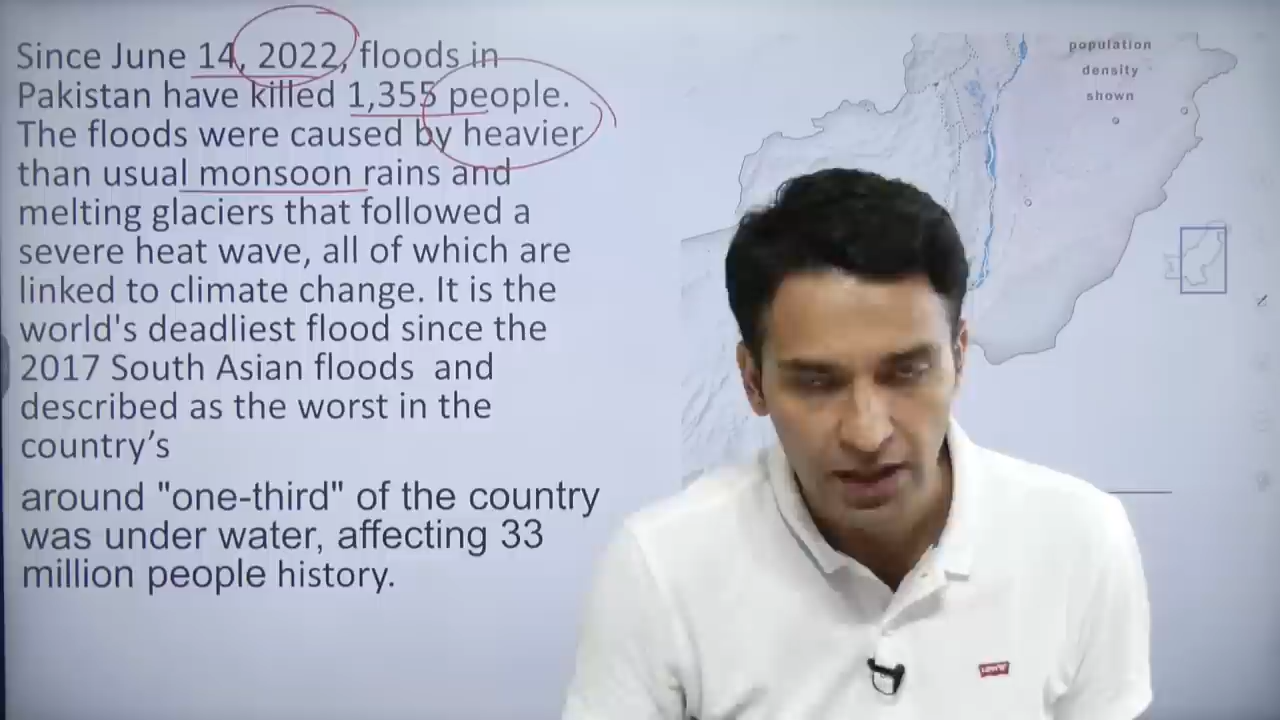 Since June 14, 2022, floods in
Pakistan have killed 1,355 people.
The floods were caused by heavier
than usual monsoon rains and
melting glaciers that followed a
severe heat wave, all of which are
linked to climate change. It is the
world's deadliest flood since the
2017 South Asian floods  and
described as the worst in the
country’s
around "one-third" of the country
was under water, affecting 33
million people history.
population
density
shown
Levi's